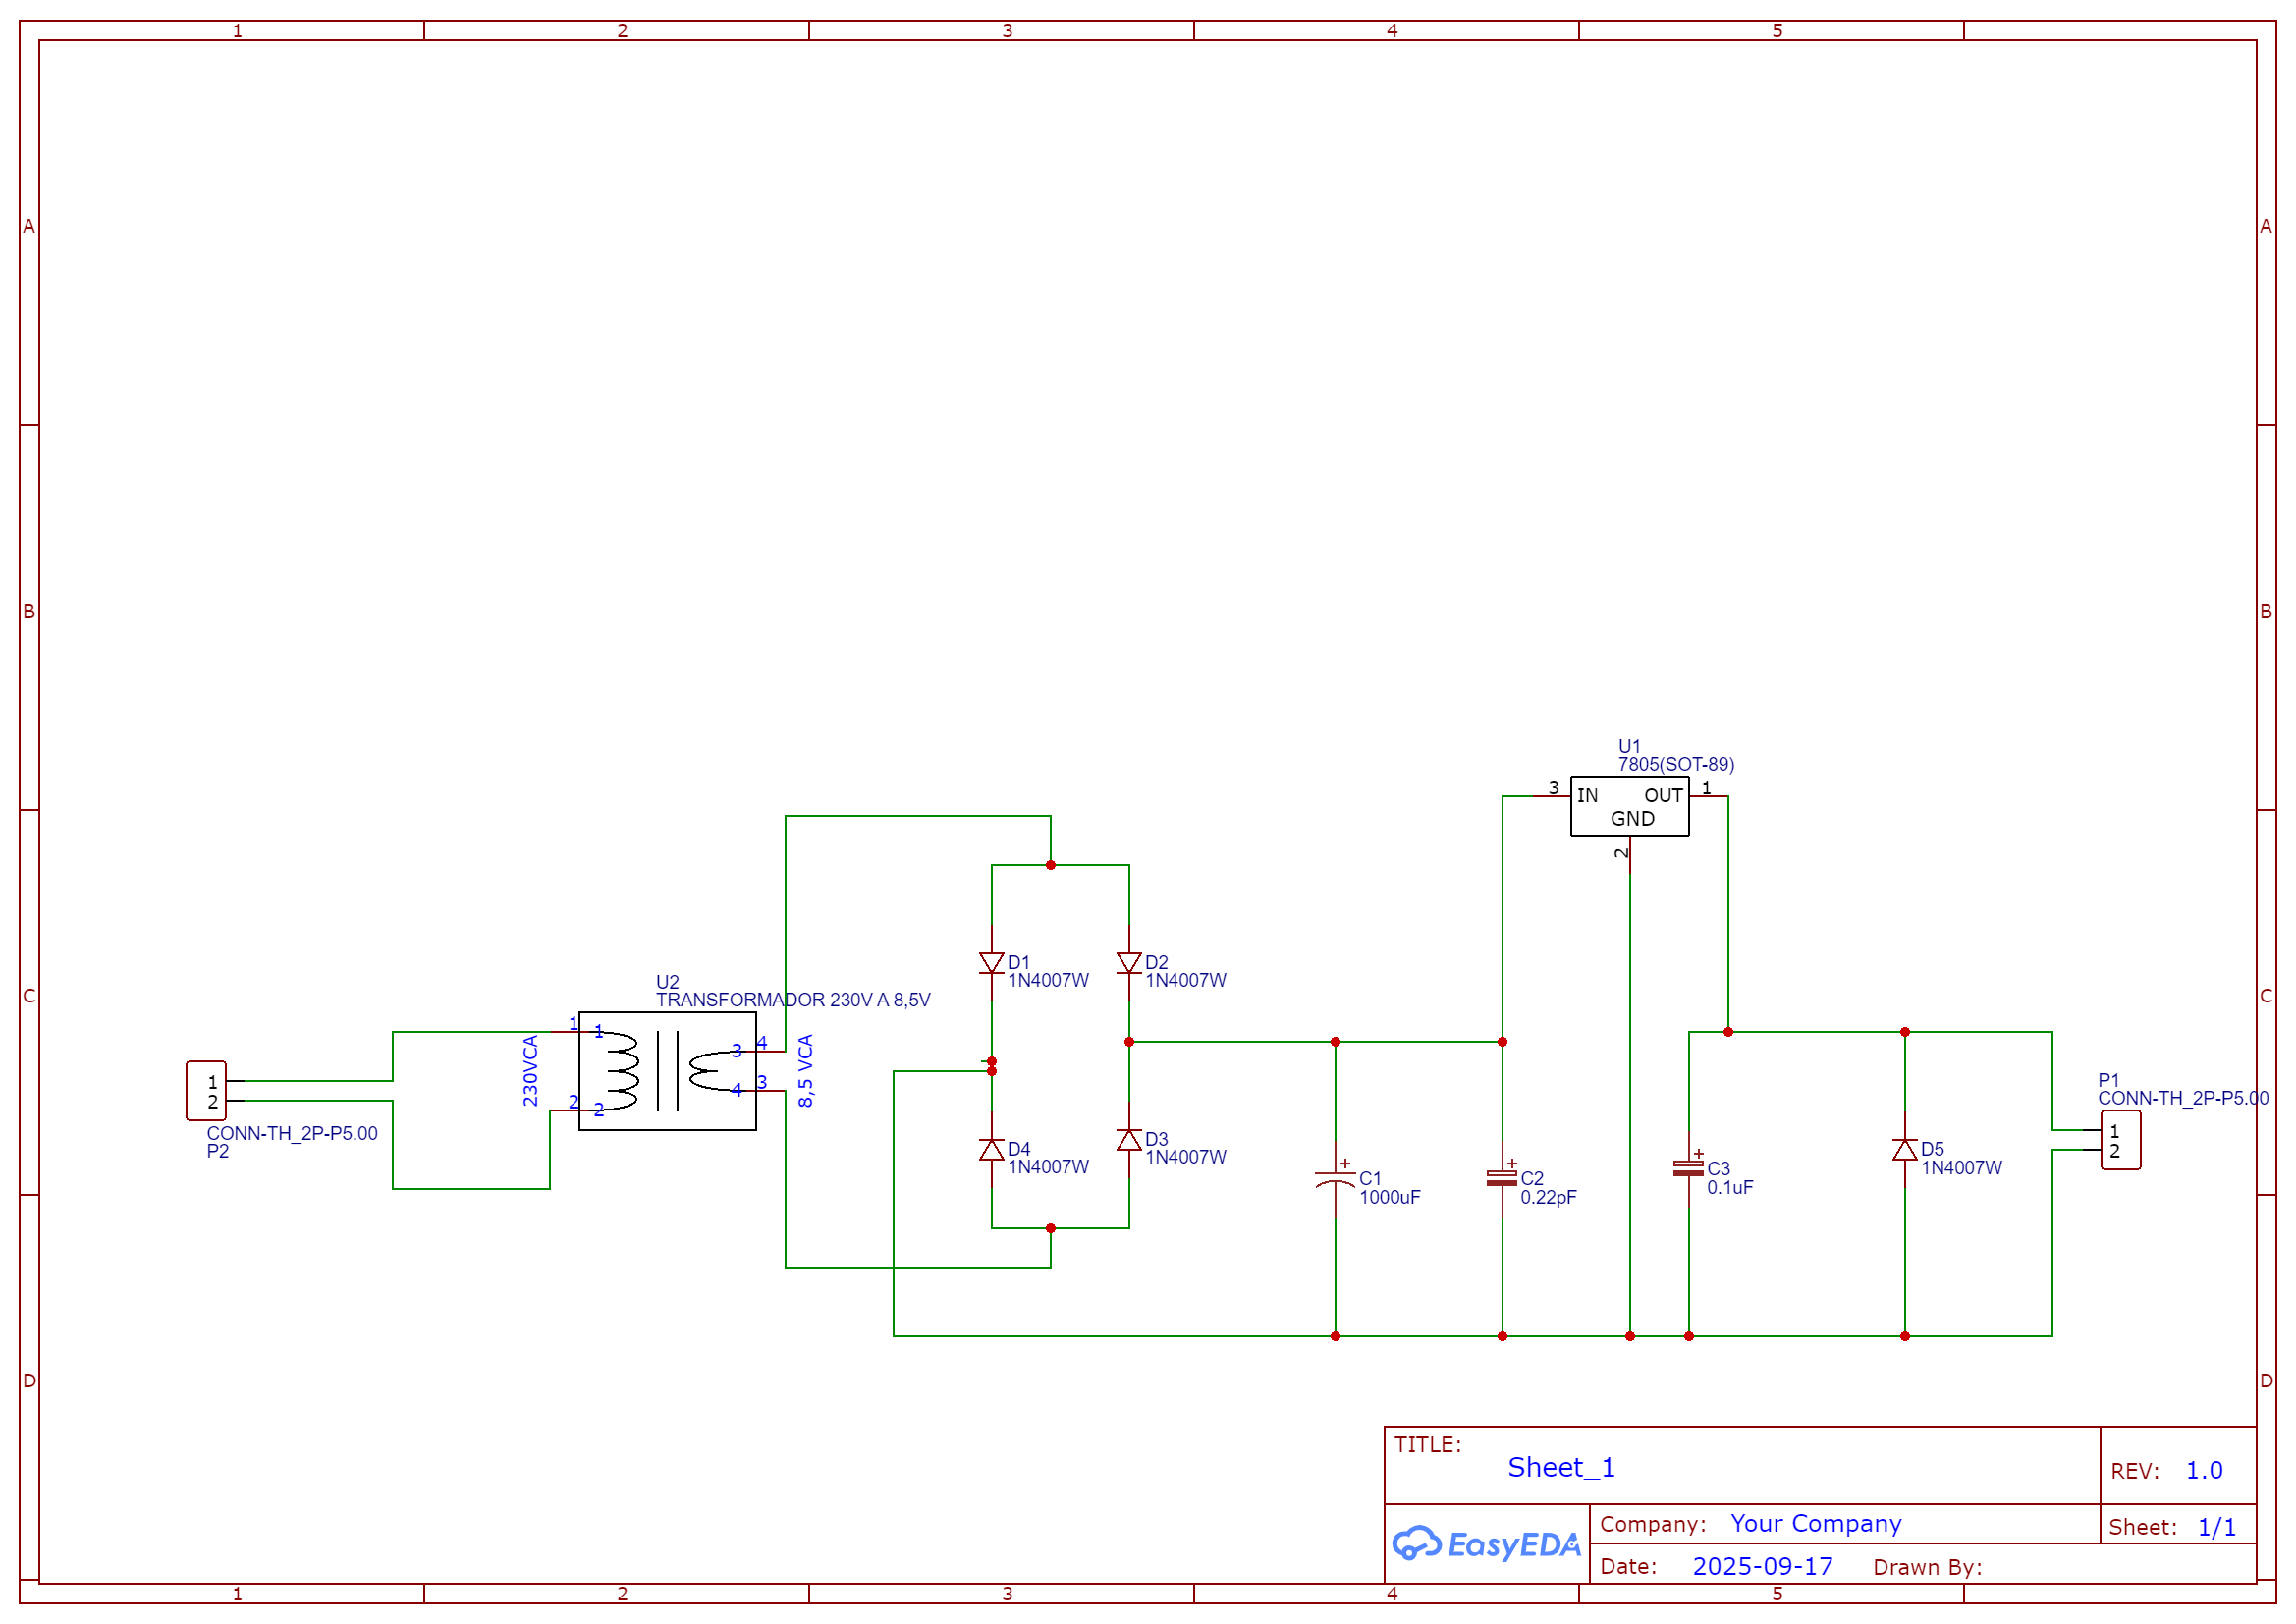 1 2 3 4 5
A A
B B
U1
7805(SOT-89)
3 IN OUT 1
GND
2
D1
1N4007W
D2
1N4007W
C C
U2
TRANSFORMADOR 230V A 8,5V
1 1
2 2
3 4
4 3
230VCA
8,5 VCA
1
2
CONN-TH_2P-P5.00
P2
D4
1N4007W
D3
1N4007W
C1
1000uF
C2
0.22pF
C3
0.1uF
D5
1N4007W
P1
CONN-TH_2P-P5.00
1
2
D D
TITLE:
Sheet_1
REV: 1.0
EasyEDA
Company: Your Company
Sheet: 1/1
Date: 2025-09-17 Drawn By:
1 2 3 4 5